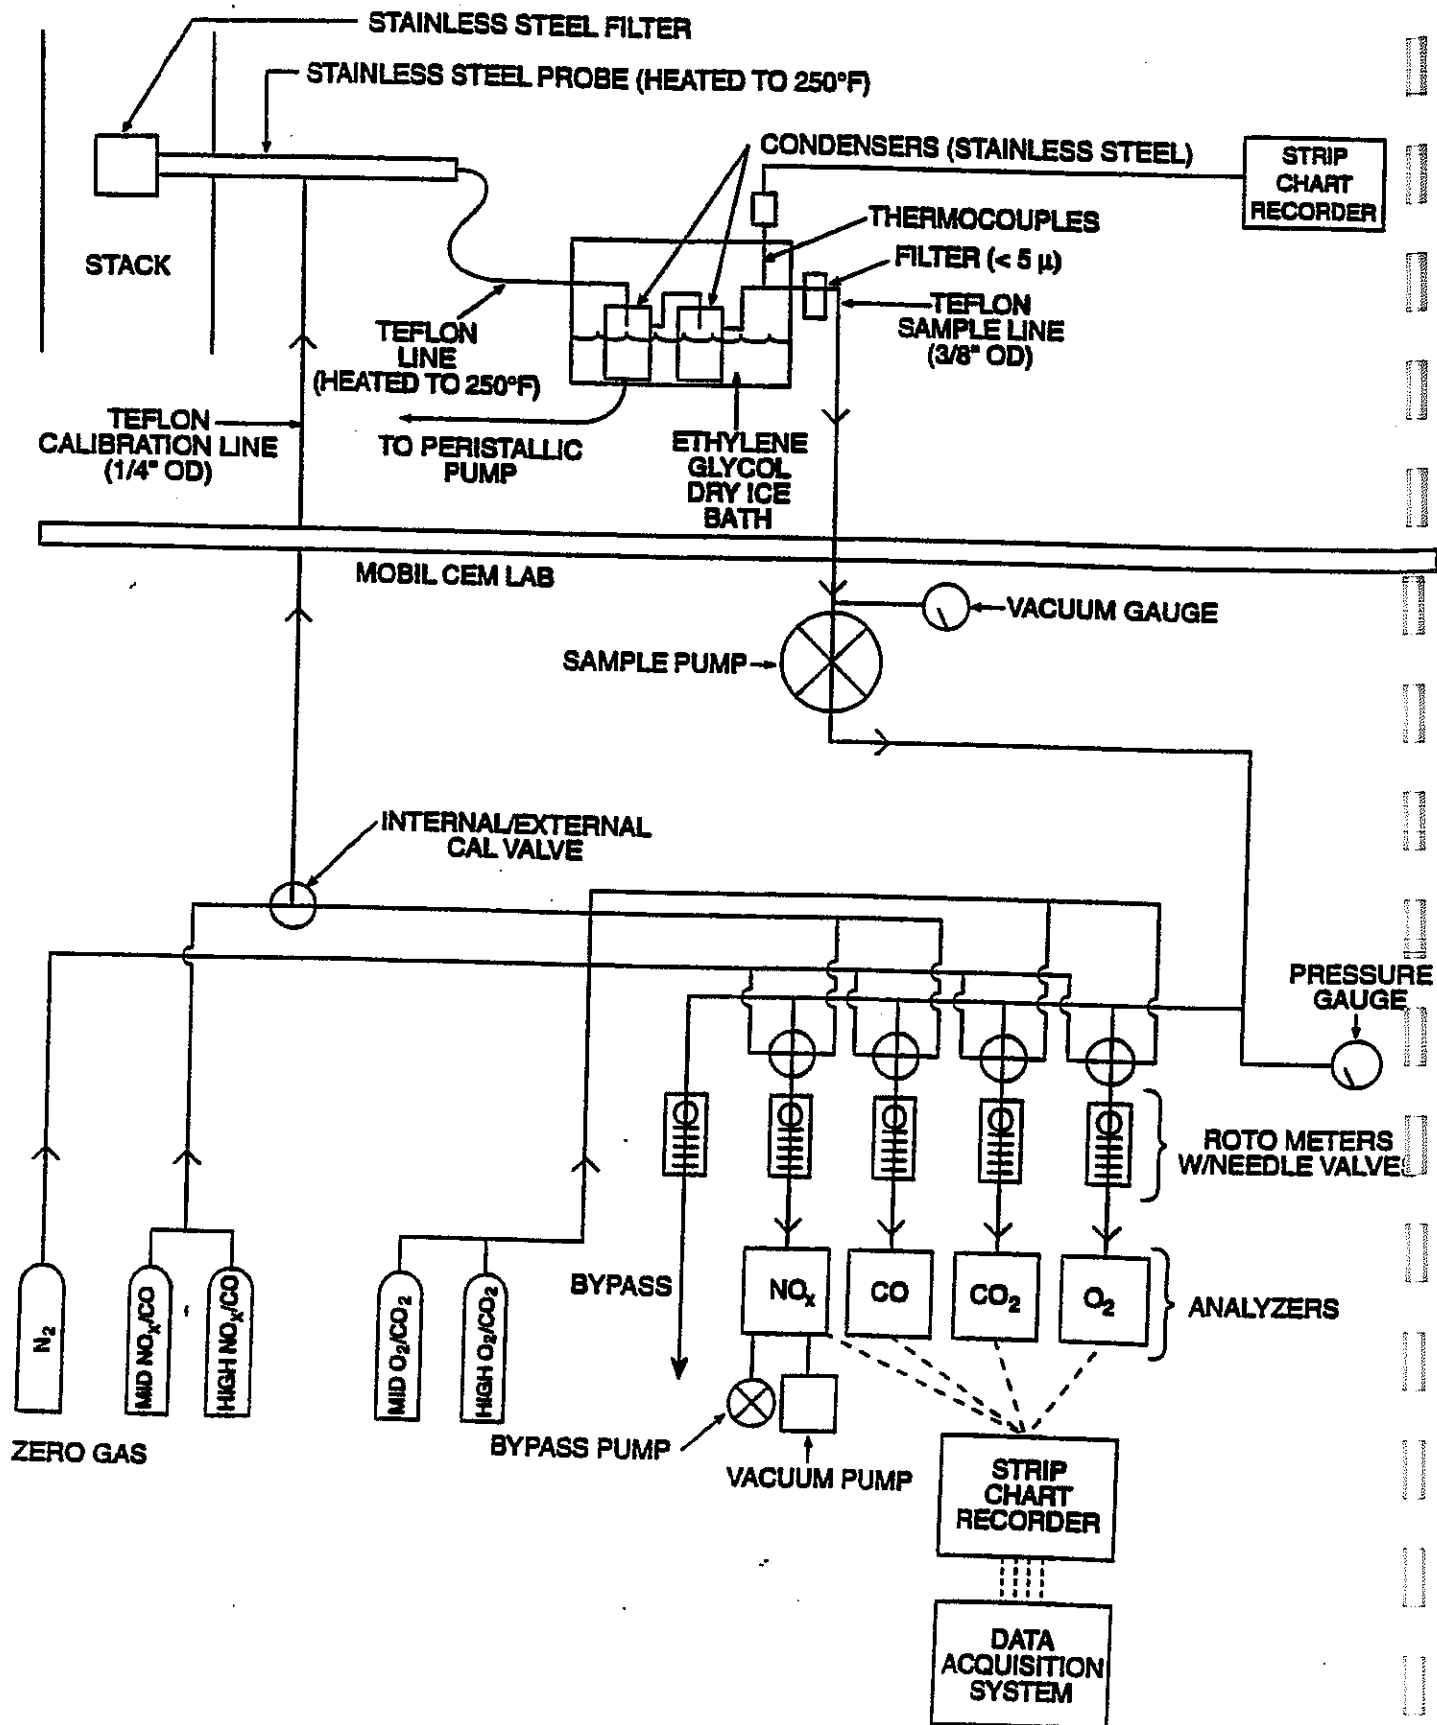 STAINLESS STEEL FILTER
STAINLESS STEEL PROBE (HEATED TO 250°F)
CONDENSERS (STAINLESS STEEL)
STRIP
CHART
RECORDER
THERMOCOUPLES
FILTER (< 5 µ)
STACK
TEFLON
SAMPLE LINE
(3/8" OD)
TEFLON
LINE
(HEATED TO 250°F)
TEFLON
CALIBRATION LINE
(1/4" OD)
TO PERISTALLIC
PUMP
ETHYLENE
GLYCOL
DRY ICE
BATH
MOBIL CEM LAB
VACUUM GAUGE
SAMPLE PUMP
INTERNAL/EXTERNAL
CAL VALVE
PRESSURE
GAUGE
ROTO METERS
W/NEEDLE VALVES
BYPASS
NOx
CO
CO2
O2
ANALYZERS
N2
MID NOx/CO
HIGH NOx/CO
MID O2/CO2
HIGH O2/CO2
ZERO GAS
BYPASS PUMP
VACUUM PUMP
STRIP
CHART
RECORDER
DATA
ACQUISITION
SYSTEM